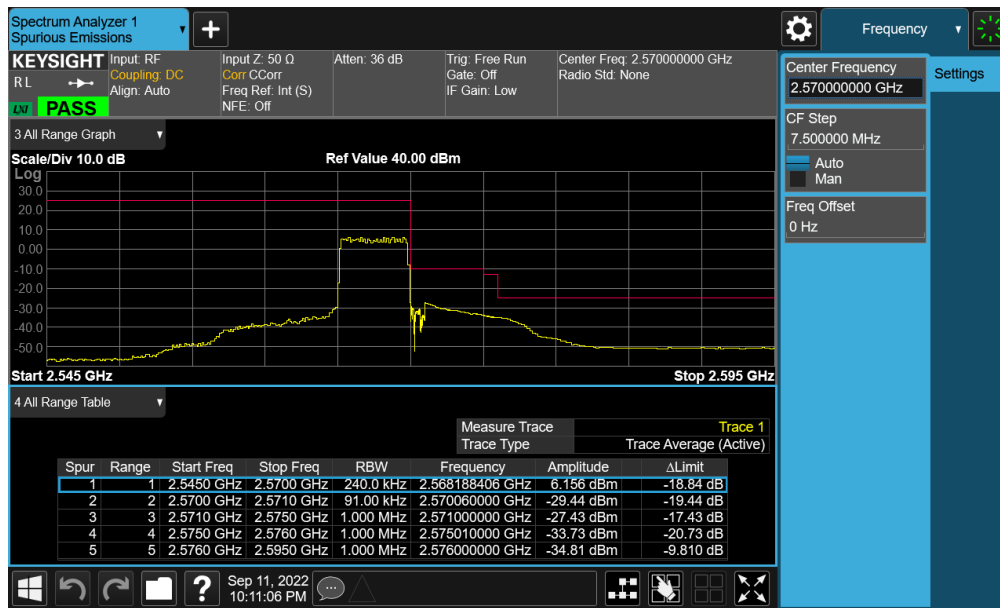 Spectrum Analyzer 1
Spurious Emissions
Frequency
KEYSIGHT
R L
LXI PASS
Input: RF
Coupling: DC
Align: Auto
Input Z: 50 Ω
Corr CCorr
Freq Ref: Int (S)
NFE: Off
Atten: 36 dB
Trig: Free Run
Gate: Off
IF Gain: Low
Center Freq: 2.570000000 GHz
Radio Std: None
Center Frequency
2.570000000 GHz
Settings
CF Step
7.500000 MHz
Auto
Man
Freq Offset
0 Hz
3 All Range Graph
Scale/Div 10.0 dB
Ref Value 40.00 dBm
Log
30.0
20.0
10.0
0.00
-10.0
-20.0
-30.0
-40.0
-50.0
Start 2.545 GHz
Stop 2.595 GHz
4 All Range Table
Measure Trace Trace 1
Trace Type Trace Average (Active)
Spur Range Start Freq Stop Freq RBW Frequency Amplitude ΔLimit
1 1 2.5450 GHz 2.5700 GHz 240.0 kHz 2.568188406 GHz 6.156 dBm -18.84 dB
2 2 2.5700 GHz 2.5710 GHz 91.00 kHz 2.570060000 GHz -29.44 dBm -19.44 dB
3 3 2.5710 GHz 2.5750 GHz 1.000 MHz 2.571000000 GHz -27.43 dBm -17.43 dB
4 4 2.5750 GHz 2.5760 GHz 1.000 MHz 2.575010000 GHz -33.73 dBm -20.73 dB
5 5 2.5760 GHz 2.5950 GHz 1.000 MHz 2.576000000 GHz -34.81 dBm -9.810 dB
?
Sep 11, 2022
10:11:06 PM